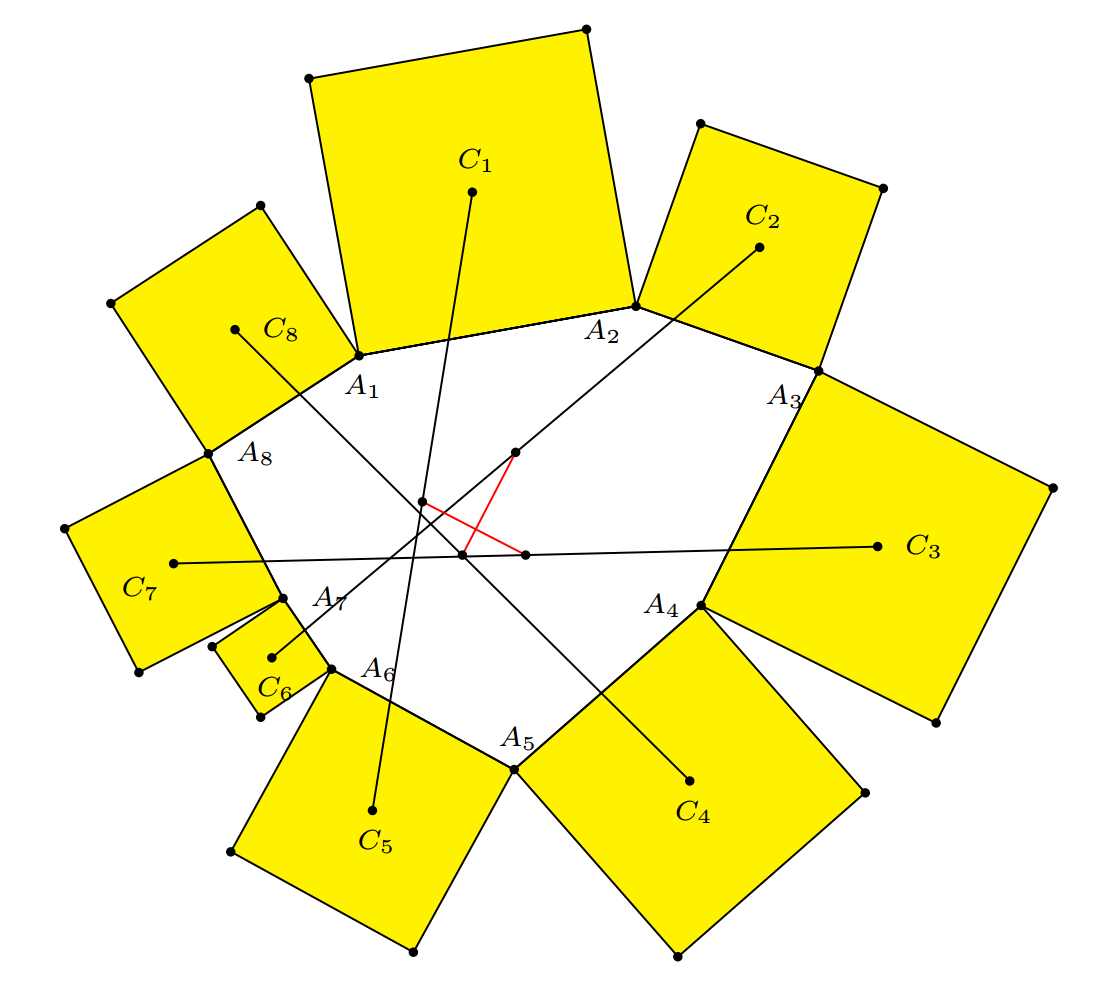 C₁
C₂
C₈
A₂
A₁
A₃
A₈
C₃
C₇
A₇
A₄
A₆
C₆
A₅
C₄
C₅